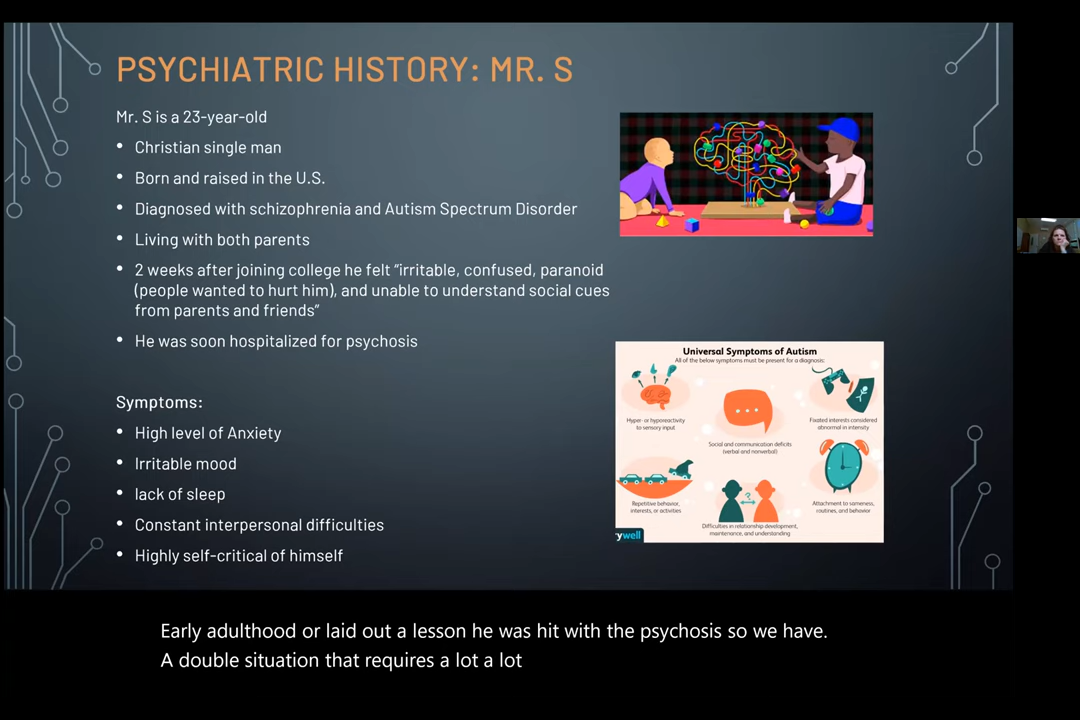 PSYCHIATRIC HISTORY: MR. S
Mr. S is a 23-year-old
• Christian single man
• Born and raised in the U.S.
• Diagnosed with schizophrenia and Autism Spectrum Disorder
• Living with both parents
• 2 weeks after joining college he felt “irritable, confused, paranoid
(people wanted to hurt him), and unable to understand social cues
from parents and friends”
• He was soon hospitalized for psychosis
Symptoms:
• High level of Anxiety
• Irritable mood
• lack of sleep
• Constant interpersonal difficulties
• Highly self-critical of himself
Universal Symptoms of Autism
All of the below symptoms must be present for a diagnosis:
Hyper- or hyporeactivity
to sensory input
Social and communication deficits
(verbal and nonverbal)
Fixated interests considered
abnormal in intensity
Repetitive behavior,
interests, or activities
?
Difficulties in relationship development,
maintenance, and understanding
Attachment to sameness,
routines, and behavior
rywell
Early adulthood or laid out a lesson he was hit with the psychosis so we have.
A double situation that requires a lot a lot